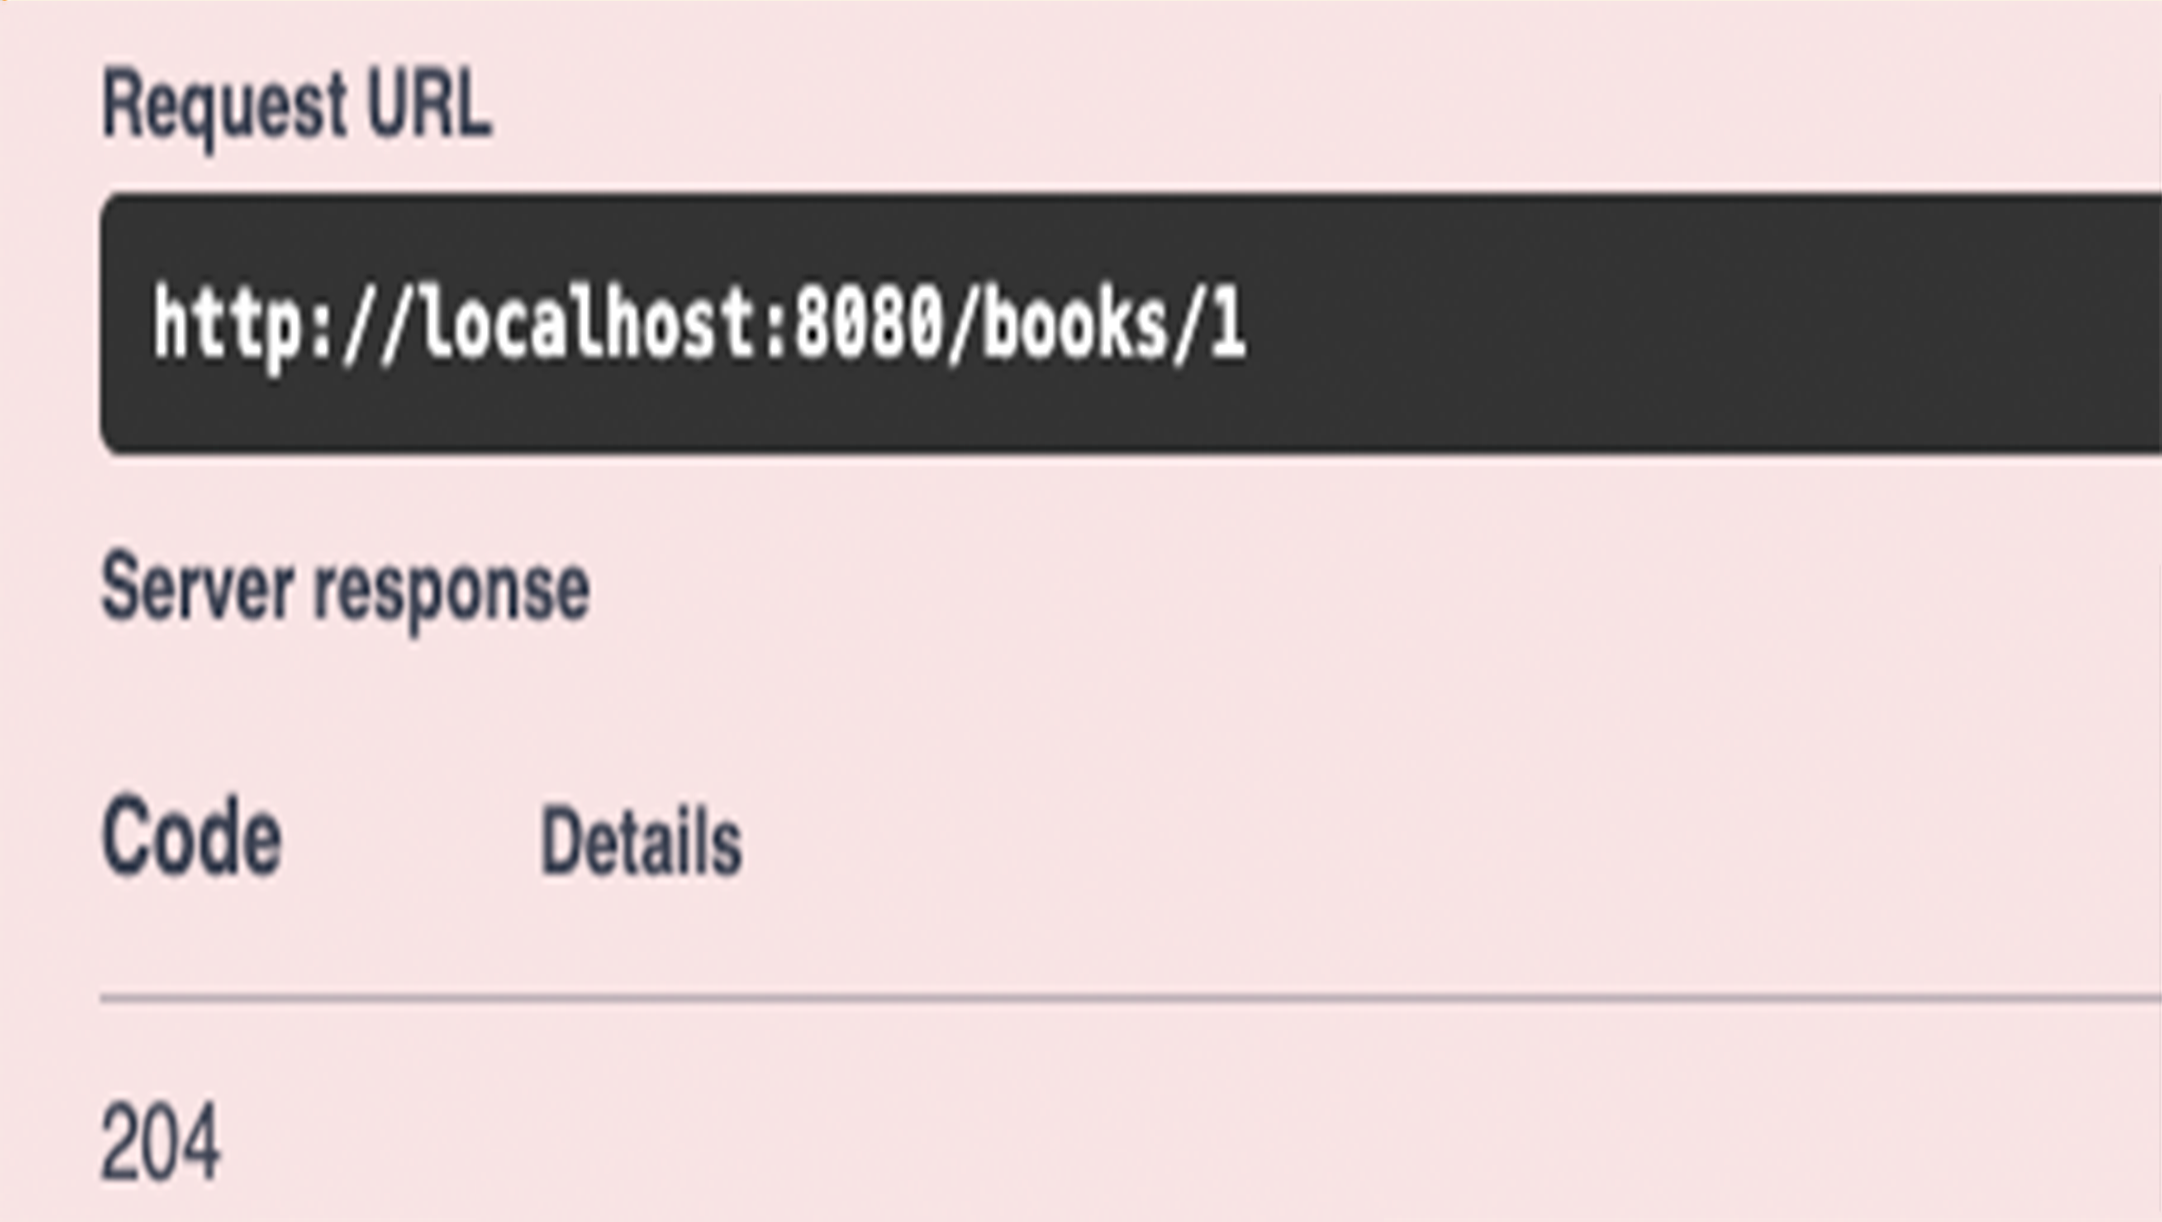 Request URL
http://localhost:8080/books/1
Server response
Code Details
204